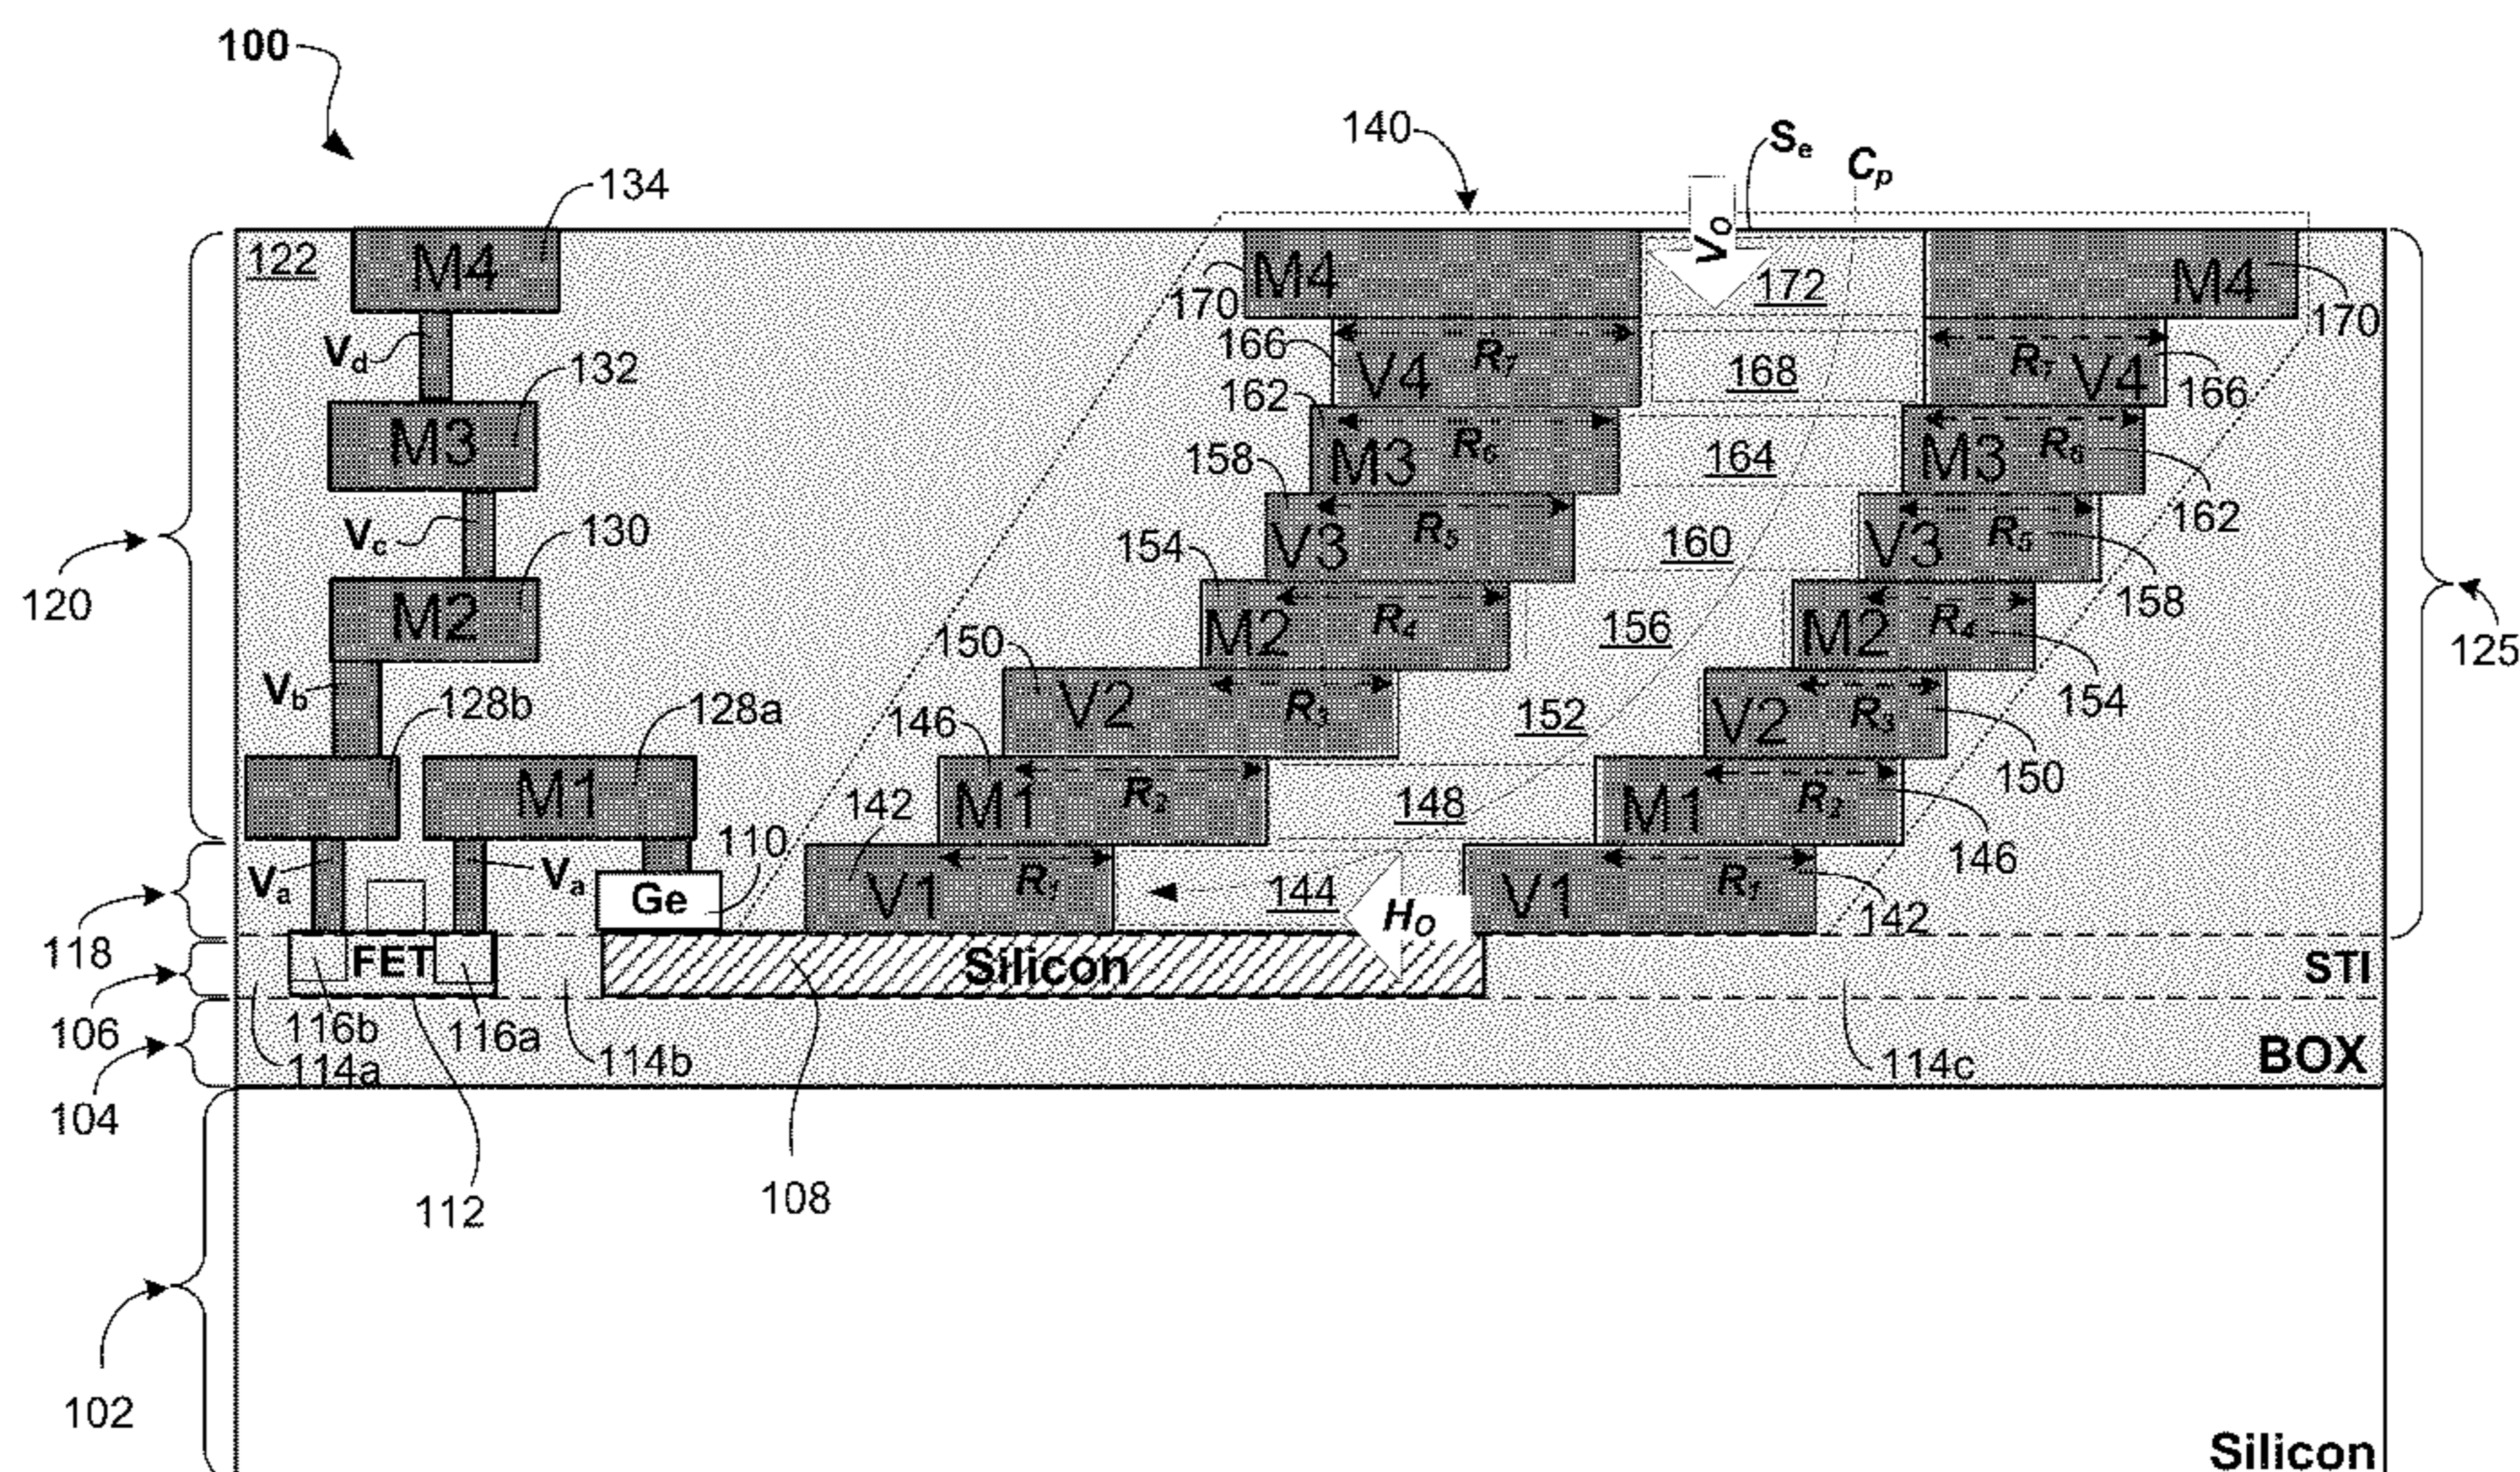 100
140
Se
Cp
134
122
M4
170
M4
VO
172
M4
170
Vd
132
166
V4
R7
168
R7
V4
166
M3
162
M3
R6
164
M3
R6
162
158
V3
R5
160
V3
R5
158
Vc
130
120
M2
154
M2
R4
156
M2
R4
154
125
150
V2
R3
152
V2
R3
150
Vb
128b
128a
146
M1
142
M1
R2
148
M1
R2
146
110
Va
Va
Ge
V1
R1
144
HO
V1
R1
142
118
FET
Silicon
STI
106
116b
116a
114a
114b
114c
BOX
104
112
108
102
Silicon